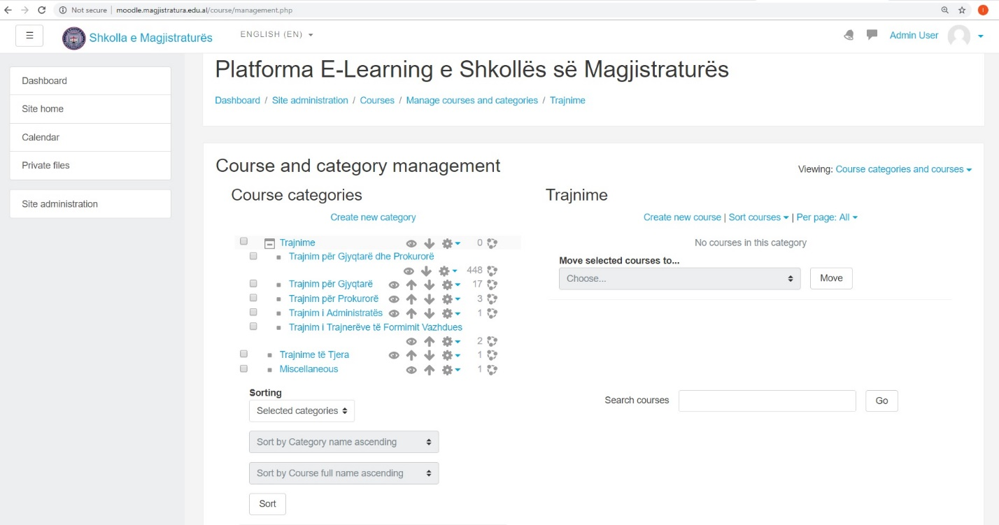 Not secure | moodle.magjistratura.edu.al/course/management.php
Shkolla e Magjistraturës ENGLISH (EN) Admin User
Dashboard
Site home
Calendar
Private files
Site administration
Platforma E-Learning e Shkollës së Magjistraturës
Dashboard / Site administration / Courses / Manage courses and categories / Trajnime
Course and category management
Viewing: Course categories and courses
Course categories
Create new category
Trajnime 0
Trajnim për Gjyqtarë dhe Prokurorë
448
Trajnim për Gjyqtarë 17
Trajnim për Prokurorë 3
Trajnim i Administratës 1
Trajnim i Trajnerëve të Formimit Vazhdues
2
Trajnime të Tjera 1
Miscellaneous 1
Sorting
Selected categories
Sort by Category name ascending
Sort by Course full name ascending
Sort
Trajnime
Create new course | Sort courses | Per page: All
No courses in this category
Move selected courses to...
Choose... Move
Search courses Go